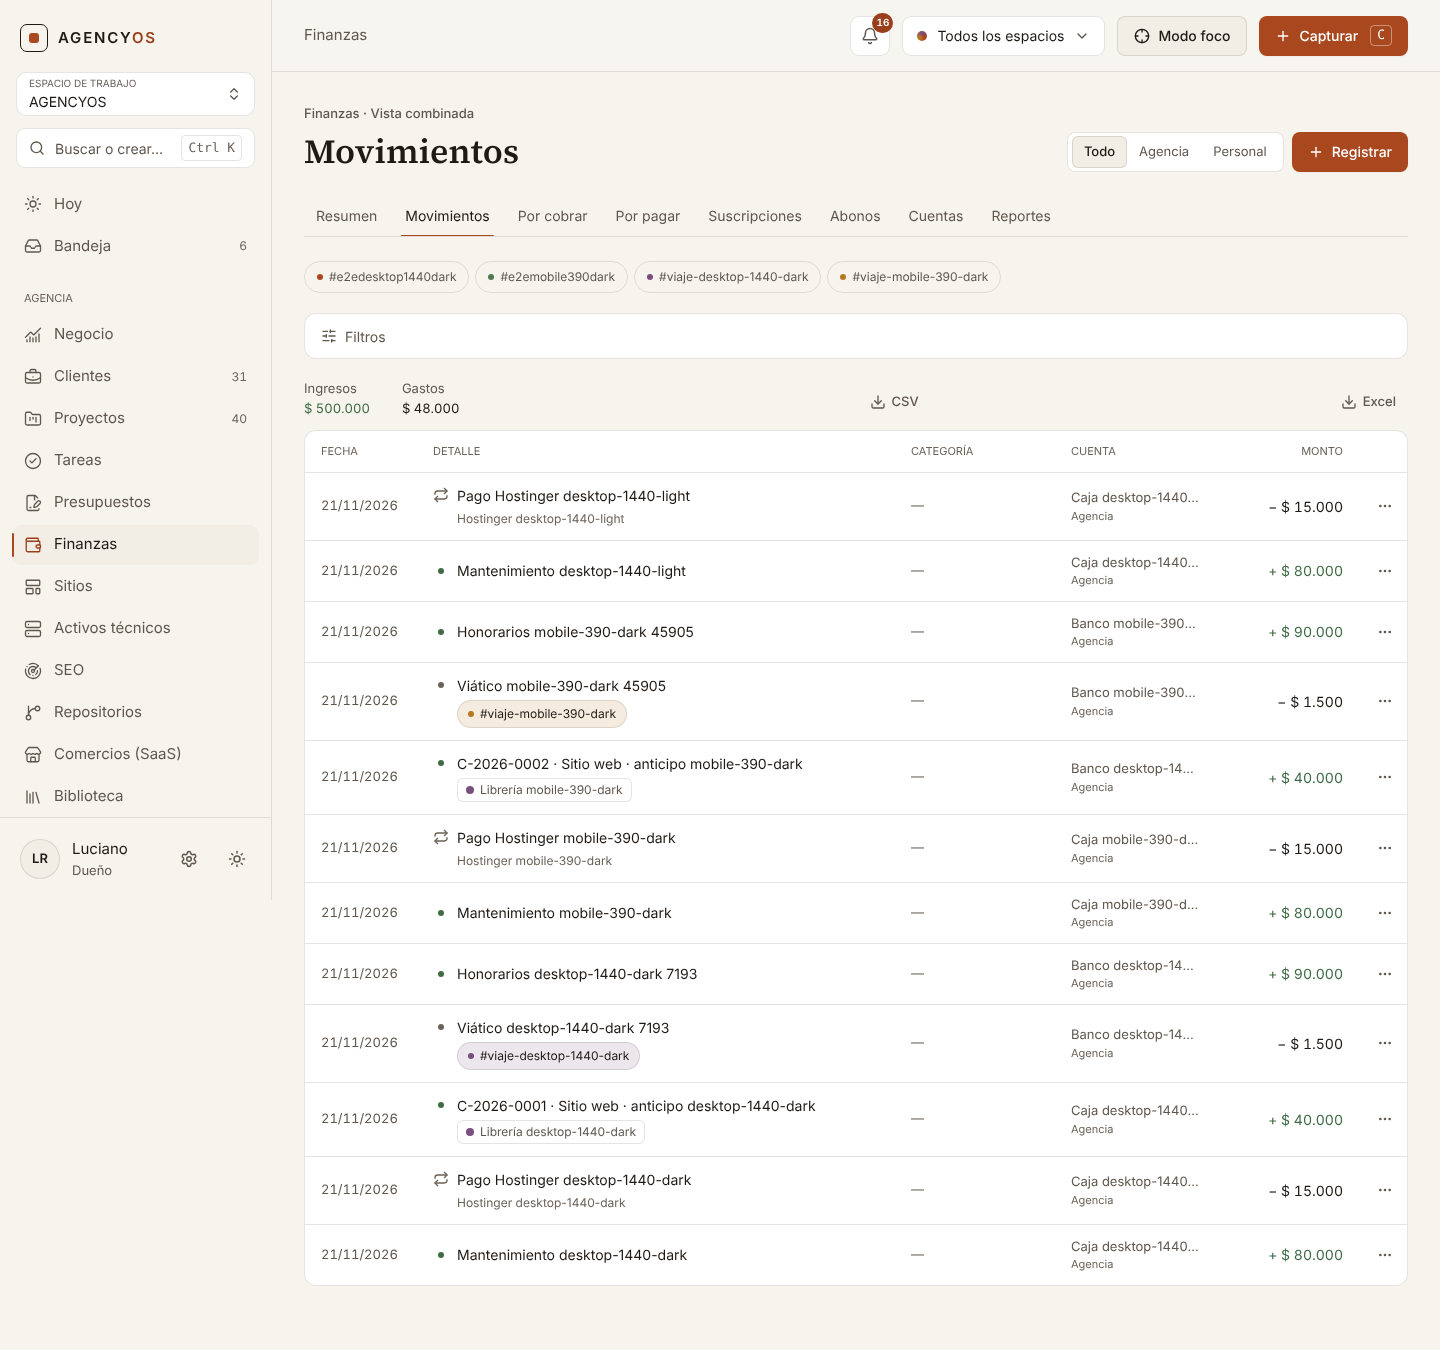 AGENCYOS
ESPACIO DE TRABAJO
AGENCYOS
Buscar o crear... Ctrl K
Hoy
Bandeja 6
AGENCIA
Negocio
Clientes 31
Proyectos 40
Tareas
Presupuestos
Finanzas
Sitios
Activos técnicos
SEO
Repositorios
Comercios (SaaS)
Biblioteca
LR
Luciano
Dueño
Finanzas
16
Todos los espacios
Modo foco
Capturar C
Finanzas · Vista combinada
Movimientos
Todo Agencia Personal
Registrar
Resumen Movimientos Por cobrar Por pagar Suscripciones Abonos Cuentas Reportes
#e2edesktop1440dark #e2emobile390dark #viaje-desktop-1440-dark #viaje-mobile-390-dark
Filtros
Ingresos Gastos
$ 500.000 $ 48.000
CSV Excel
FECHA DETALLE CATEGORÍA CUENTA MONTO
21/11/2026 Pago Hostinger desktop-1440-light — Caja desktop-1440... − $ 15.000
Hostinger desktop-1440-light Agencia
21/11/2026 Mantenimiento desktop-1440-light — Caja desktop-1440... + $ 80.000
Agencia
21/11/2026 Honorarios mobile-390-dark 45905 — Banco mobile-390... + $ 90.000
Agencia
21/11/2026 Viático mobile-390-dark 45905 — Banco mobile-390... − $ 1.500
#viaje-mobile-390-dark Agencia
21/11/2026 C-2026-0002 · Sitio web · anticipo mobile-390-dark — Banco desktop-14... + $ 40.000
Librería mobile-390-dark Agencia
21/11/2026 Pago Hostinger mobile-390-dark — Caja mobile-390-d... − $ 15.000
Hostinger mobile-390-dark Agencia
21/11/2026 Mantenimiento mobile-390-dark — Caja mobile-390-d... + $ 80.000
Agencia
21/11/2026 Honorarios desktop-1440-dark 7193 — Banco desktop-14... + $ 90.000
Agencia
21/11/2026 Viático desktop-1440-dark 7193 — Banco desktop-14... − $ 1.500
#viaje-desktop-1440-dark Agencia
21/11/2026 C-2026-0001 · Sitio web · anticipo desktop-1440-dark — Caja desktop-1440... + $ 40.000
Librería desktop-1440-dark Agencia
21/11/2026 Pago Hostinger desktop-1440-dark — Caja desktop-1440... − $ 15.000
Hostinger desktop-1440-dark Agencia
21/11/2026 Mantenimiento desktop-1440-dark — Caja desktop-1440... + $ 80.000
Agencia